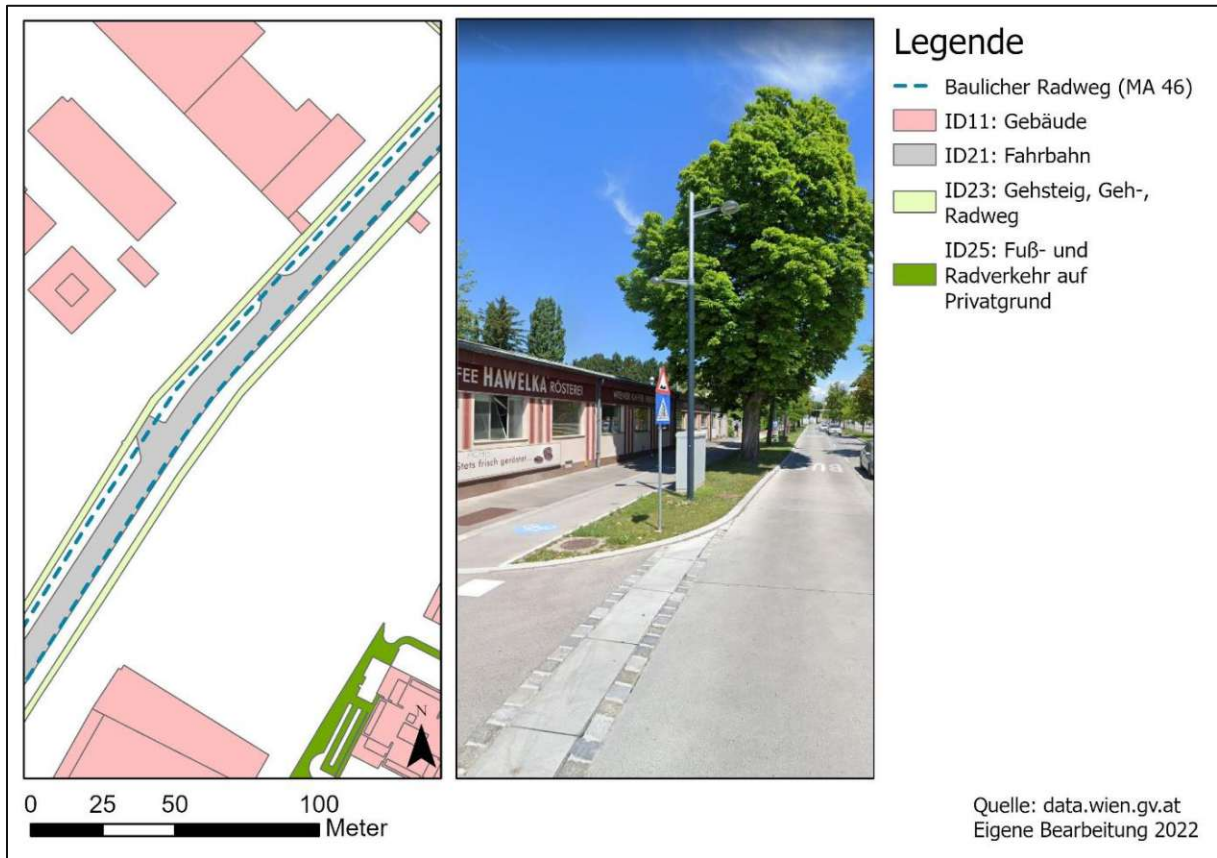 Legende
Baulicher Radweg (MA 46)
ID11: Gebäude
ID21: Fahrbahn
ID23: Gehsteig, Geh-,
Radweg
ID25: Fuß- und
Radverkehr auf
Privatgrund
FEE HAWELKA RÖSTEREI
Stets frisch geröstet...
BU
N
0 25 50 100
Meter
Quelle: data.wien.gv.at
Eigene Bearbeitung 2022